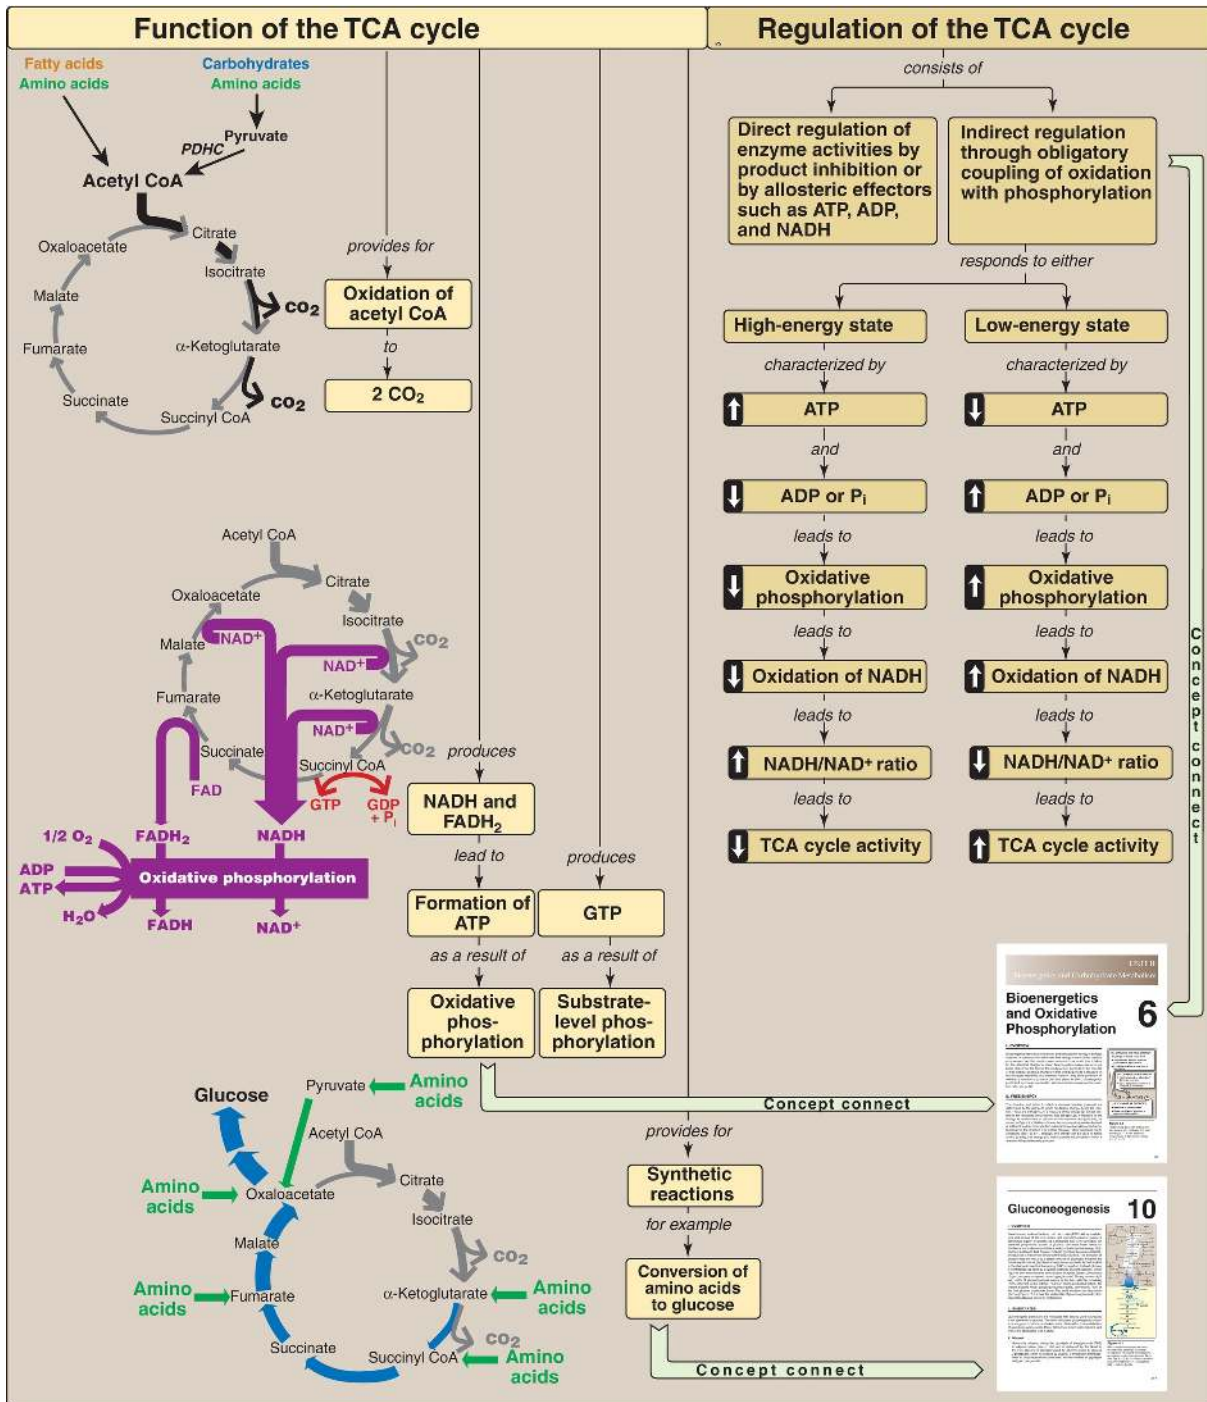 Function of the TCA cycle
Fatty acids
Amino acids
Carbohydrates
Amino acids
Pyruvate
PDHC
Acetyl CoA
Oxaloacetate
Citrate
Isocitrate
Malate
CO2
Fumarate
α-Ketoglutarate
Succinate
CO2
Succinyl CoA
provides for
Oxidation of
acetyl CoA
to
2 CO2
Acetyl CoA
Citrate
Oxaloacetate
Isocitrate
Malate
NAD+
CO2
NAD+
α-Ketoglutarate
Fumarate
NAD+
CO2
Succinate
Succinyl CoA
FAD
GTP
GDP
+ Pi
1/2 O2
FADH2
NADH
ADP
ATP
Oxidative phosphorylation
H2O
FADH
NAD+
produces
NADH and
FADH2
lead to
Formation of
ATP
as a result of
Oxidative
phos-
phorylation
produces
GTP
as a result of
Substrate-
level phos-
phorylation
Concept connect
Pyruvate
Amino
acids
Glucose
Acetyl CoA
Amino
acids
Oxaloacetate
Citrate
Isocitrate
Malate
CO2
Amino
acids
Fumarate
α-Ketoglutarate
Amino
acids
Succinate
CO2
Succinyl CoA
Amino
acids
provides for
Synthetic
reactions
for example
Conversion of
amino acids
to glucose
Concept connect
Regulation of the TCA cycle
consists of
Direct regulation of
enzyme activities by
product inhibition or
by allosteric effectors
such as ATP, ADP,
and NADH
Indirect regulation
through obligatory
coupling of oxidation
with phosphorylation
responds to either
High-energy state
characterized by
ATP
and
ADP or Pi
leads to
Oxidative
phosphorylation
leads to
Oxidation of NADH
leads to
NADH/NAD+ ratio
leads to
TCA cycle activity
Low-energy state
characterized by
ATP
and
ADP or Pi
leads to
Oxidative
phosphorylation
leads to
Oxidation of NADH
leads to
NADH/NAD+ ratio
leads to
TCA cycle activity
Concept connect
Bioenergetics and Carbohydrate Metabolism
Bioenergetics
and Oxidative
Phosphorylation
6
Gluconeogenesis
10